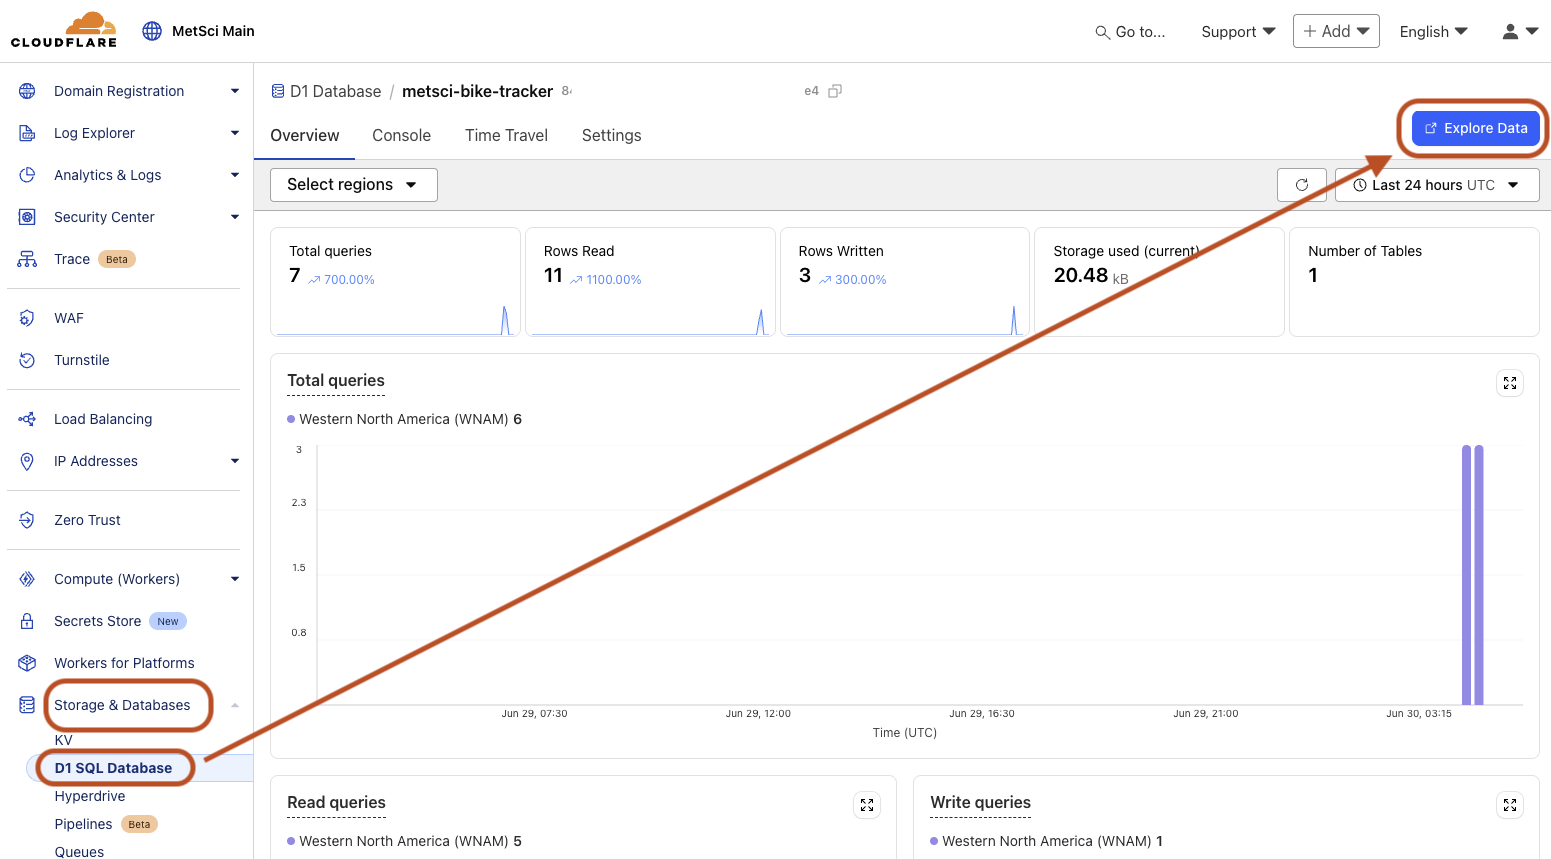 CLOUDFLARE
MetSci Main
Go to...
Support
Add
English
Domain Registration
Log Explorer
Analytics & Logs
Security Center
Trace Beta
WAF
Turnstile
Load Balancing
IP Addresses
Zero Trust
Compute (Workers)
Secrets Store New
Workers for Platforms
Storage & Databases
KV
D1 SQL Database
Hyperdrive
Pipelines Beta
Queues
D1 Database / metsci-bike-tracker
e4
Overview Console Time Travel Settings
Explore Data
Select regions
Last 24 hours UTC
Total queries
7 700.00%
Rows Read
11 1100.00%
Rows Written
3 300.00%
Storage used (current)
20.48 kB
Number of Tables
1
Total queries
Western North America (WNAM) 6
3
2.3
1.5
0.8
Jun 29, 07:30 Jun 29, 12:00 Jun 29, 16:30 Jun 29, 21:00 Jun 30, 03:15
Time (UTC)
Read queries
Western North America (WNAM) 5
Write queries
Western North America (WNAM) 1